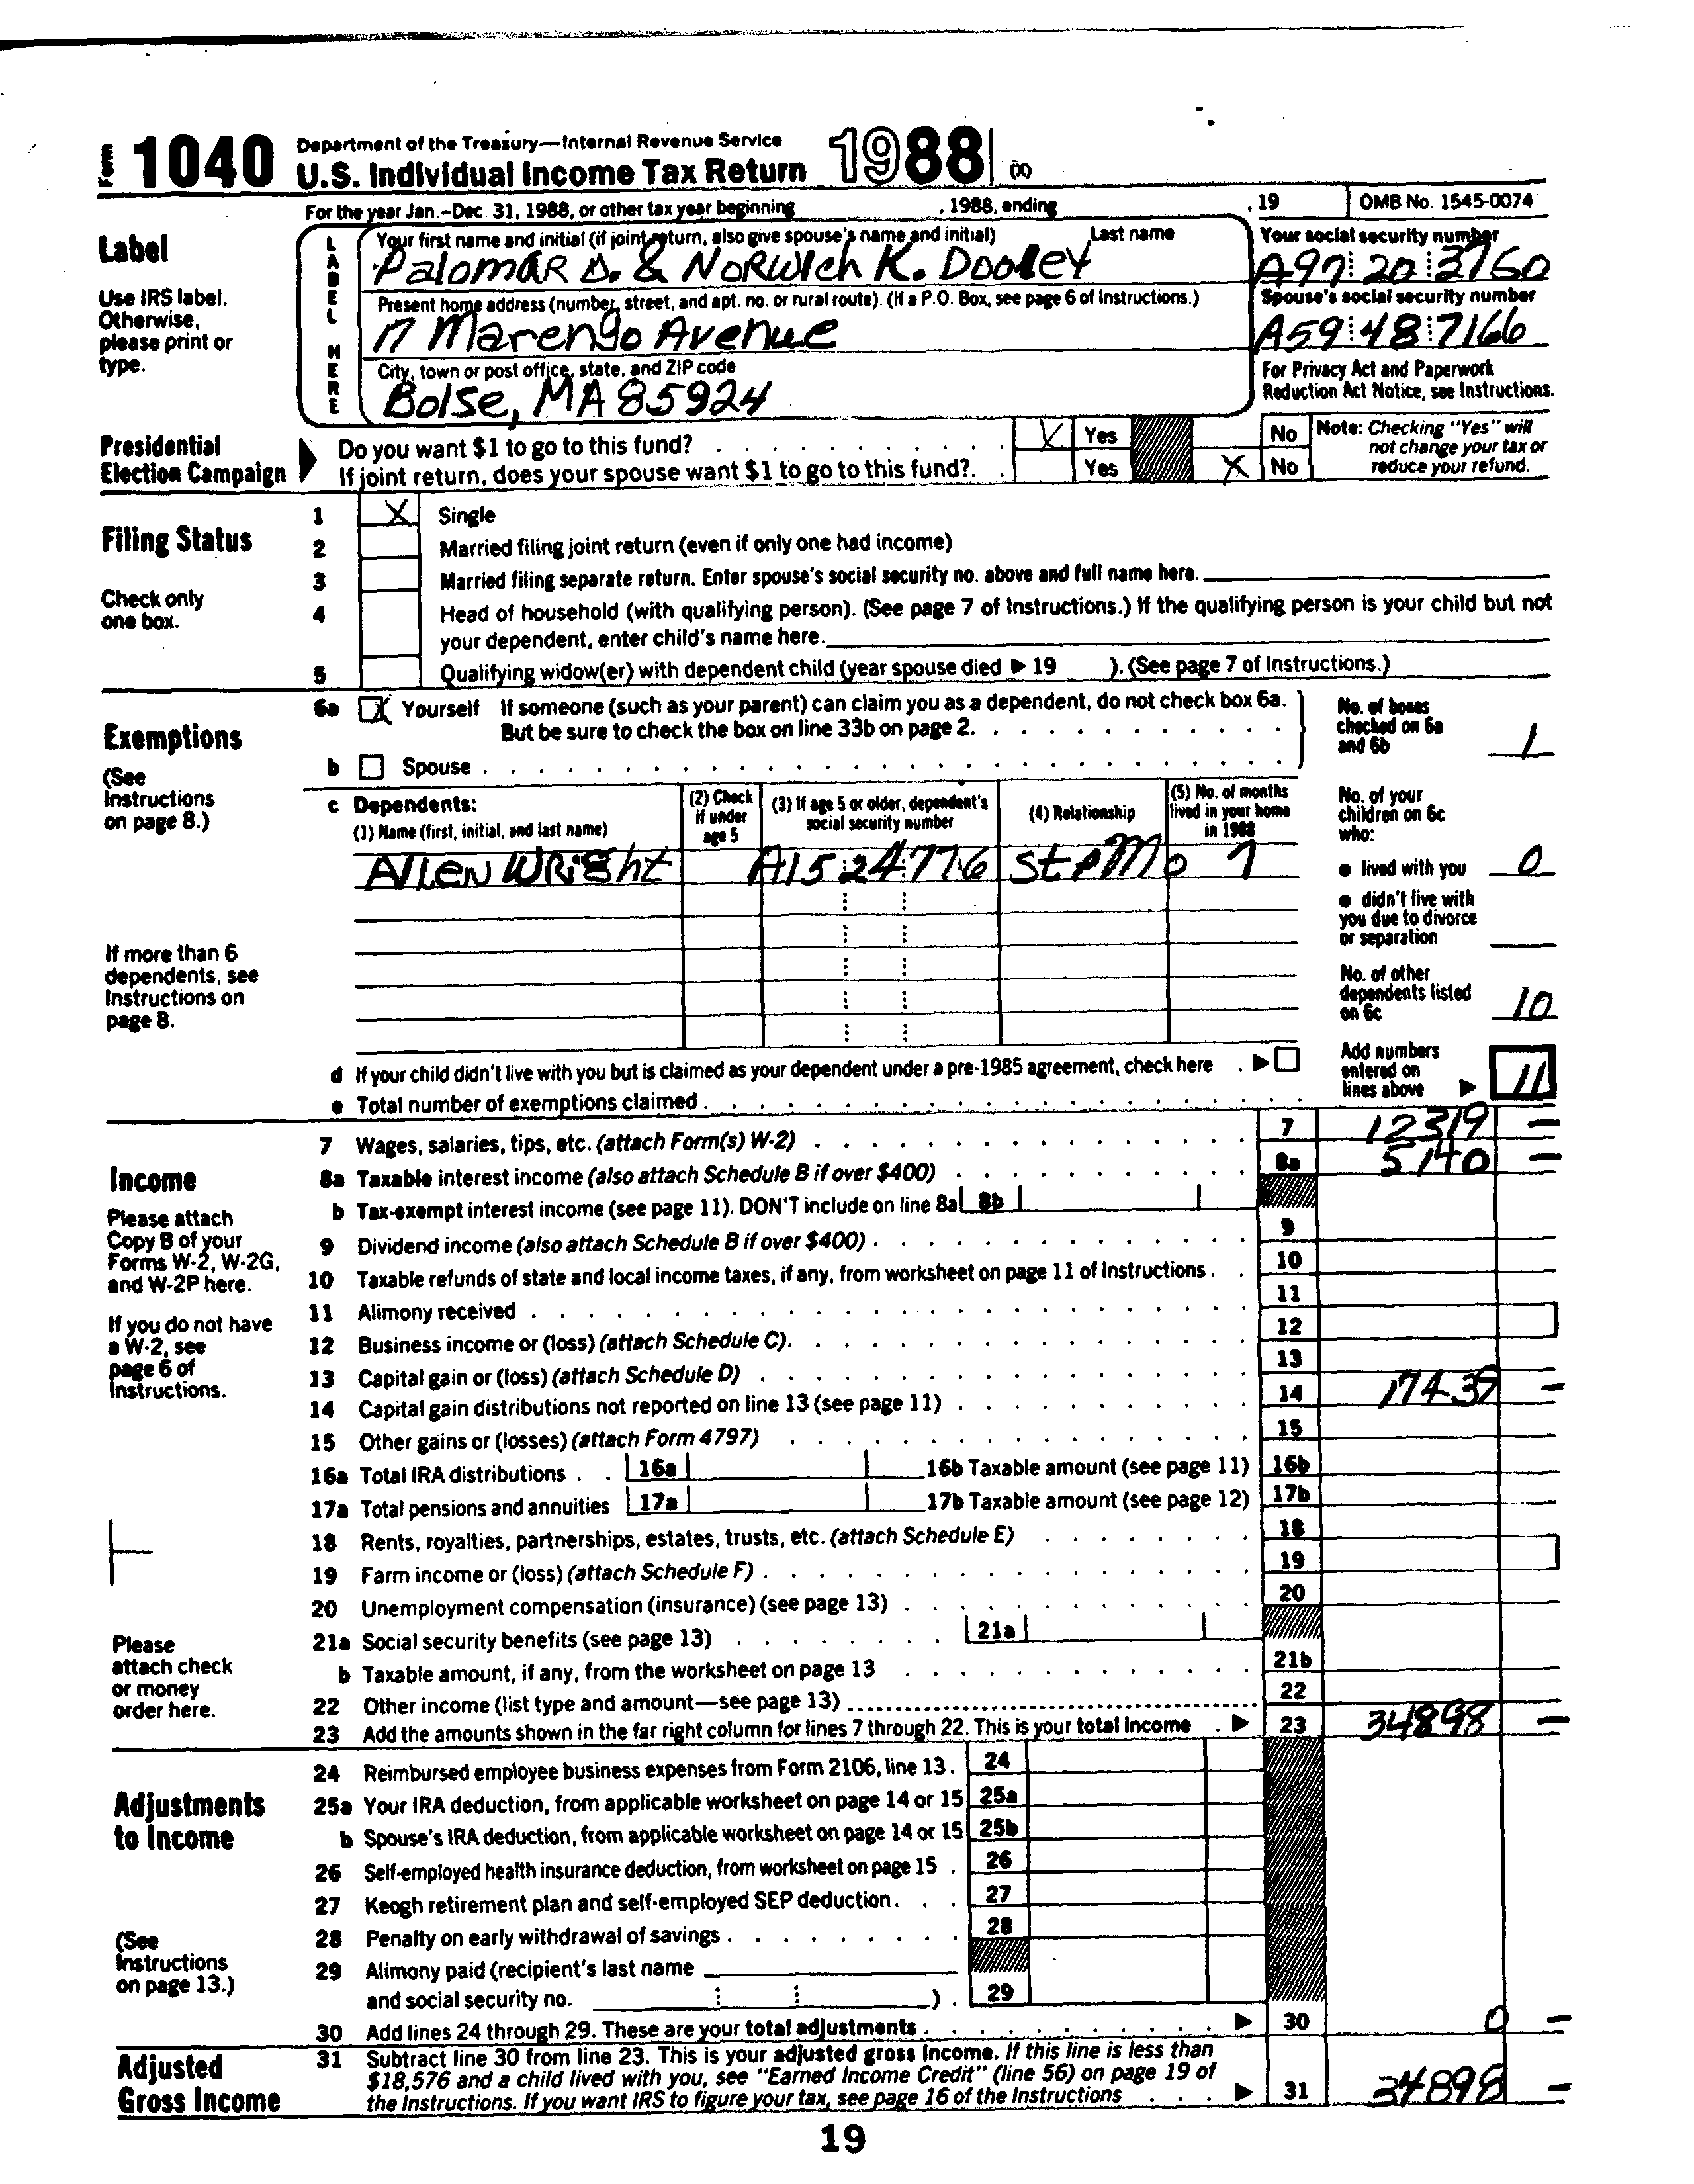 Form 1040 Department of the Treasury—Internal Revenue Service
U.S. Individual Income Tax Return 1988 (X)
For the year Jan.–Dec. 31, 1988, or other tax year beginning , 1988, ending , 19 OMB No. 1545-0074
Label
Use IRS label. Otherwise, please print or type.
LABEL HERE
Your first name and initial (if joint return, also give spouse's name and initial) Last name
Palomar D. & Norwich K. Dooley
Your social security number
A97 20 3760
Present home address (number, street, and apt. no. or rural route). (If a P.O. Box, see page 6 of Instructions.)
17 Marengo Avenue
Spouse's social security number
A59 48 7166
City, town or post office, state, and ZIP code
Bolse, MA 85924
For Privacy Act and Paperwork
Reduction Act Notice, see Instructions.
Presidential
Election Campaign
Do you want $1 to go to this fund? X Yes No
If joint return, does your spouse want $1 to go to this fund? Yes X No
Note: Checking "Yes" will
not change your tax or
reduce your refund.
Filing Status
Check only
one box.
1 X Single
2 Married filing joint return (even if only one had income)
3 Married filing separate return. Enter spouse's social security no. above and full name here.
4 Head of household (with qualifying person). (See page 7 of Instructions.) If the qualifying person is your child but not
your dependent, enter child's name here.
5 Qualifying widow(er) with dependent child (year spouse died ▶ 19 ). (See page 7 of Instructions.)
Exemptions
(See
Instructions
on page 8.)
6a X Yourself If someone (such as your parent) can claim you as a dependent, do not check box 6a.
But be sure to check the box on line 33b on page 2.
b Spouse
No. of boxes
checked on 6a
and 6b 1
c Dependents:
(1) Name (first, initial, and last name)
(2) Check
if under
age 5
(3) If age 5 or older, dependent's
social security number
(4) Relationship
(5) No. of months
lived in your home
in 1988
Allen Wright A15 24 7716 StpMo 7
No. of your
children on 6c
who:
● lived with you 0
● didn't live with
you due to divorce
or separation
No. of other
dependents listed
on 6c 10
If more than 6
dependents, see
Instructions on
page 8.
d If your child didn't live with you but is claimed as your dependent under a pre-1985 agreement, check here ▶
e Total number of exemptions claimed
Add numbers
entered on
lines above ▶ 11
Income
Please attach
Copy B of your
Forms W-2, W-2G,
and W-2P here.
If you do not have
a W-2, see
page 6 of
Instructions.
Please
attach check
or money
order here.
7 Wages, salaries, tips, etc. (attach Form(s) W-2) 7 12319 —
8a Taxable interest income (also attach Schedule B if over $400) 8a 5140 —
b Tax-exempt interest income (see page 11). DON'T include on line 8a 8b
9 Dividend income (also attach Schedule B if over $400) 9
10 Taxable refunds of state and local income taxes, if any, from worksheet on page 11 of Instructions 10
11 Alimony received 11
12 Business income or (loss) (attach Schedule C) 12
13 Capital gain or (loss) (attach Schedule D) 13
14 Capital gain distributions not reported on line 13 (see page 11) 14 17439 —
15 Other gains or (losses) (attach Form 4797) 15
16a Total IRA distributions 16a 16b Taxable amount (see page 11) 16b
17a Total pensions and annuities 17a 17b Taxable amount (see page 12) 17b
18 Rents, royalties, partnerships, estates, trusts, etc. (attach Schedule E) 18
19 Farm income or (loss) (attach Schedule F) 19
20 Unemployment compensation (insurance) (see page 13) 20
21a Social security benefits (see page 13) 21a
b Taxable amount, if any, from the worksheet on page 13 21b
22 Other income (list type and amount—see page 13) 22
23 Add the amounts shown in the far right column for lines 7 through 22. This is your total income ▶ 23 34898 —
Adjustments
to Income
(See
Instructions
on page 13.)
24 Reimbursed employee business expenses from Form 2106, line 13. 24
25a Your IRA deduction, from applicable worksheet on page 14 or 15 25a
b Spouse's IRA deduction, from applicable worksheet on page 14 or 15 25b
26 Self-employed health insurance deduction, from worksheet on page 15 26
27 Keogh retirement plan and self-employed SEP deduction 27
28 Penalty on early withdrawal of savings 28
29 Alimony paid (recipient's last name
and social security no. ) 29
30 Add lines 24 through 29. These are your total adjustments ▶ 30 0 —
Adjusted
Gross Income
31 Subtract line 30 from line 23. This is your adjusted gross income. If this line is less than
$18,576 and a child lived with you, see "Earned Income Credit" (line 56) on page 19 of
the Instructions. If you want IRS to figure your tax, see page 16 of the Instructions ▶ 31 34898 —
19